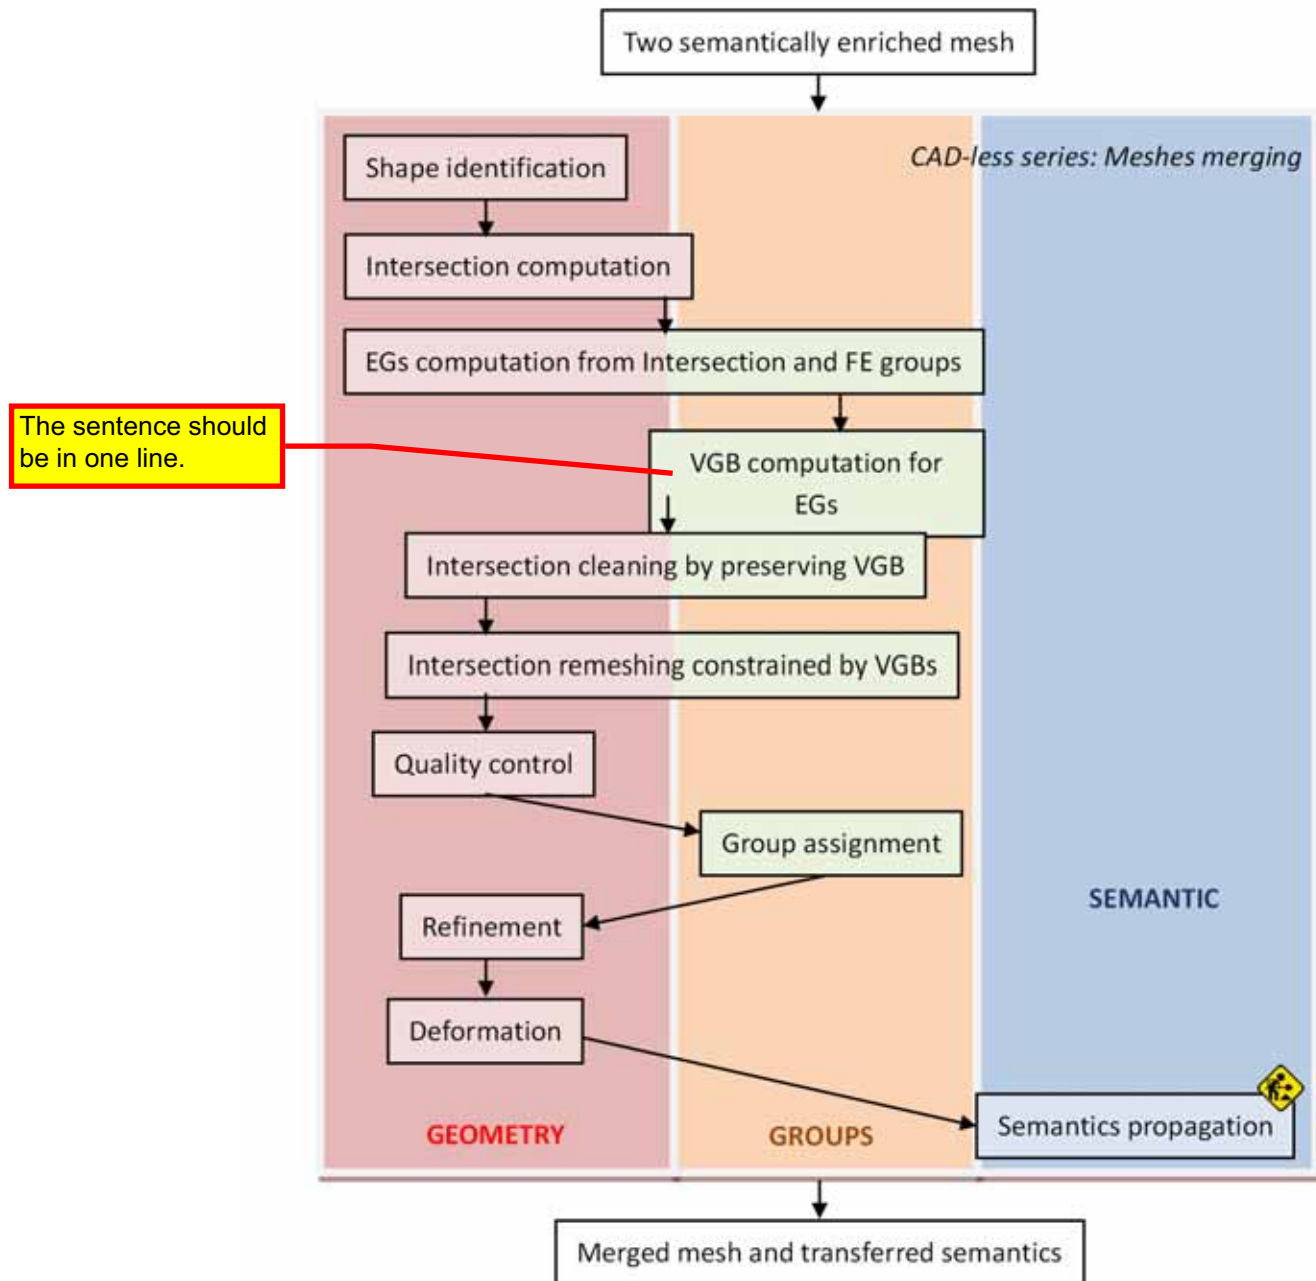 Two semantically enriched mesh
CAD-less series: Meshes merging
Shape identification
Intersection computation
EGs computation from Intersection and FE groups
The sentence should
be in one line.
VGB computation for
EGs
Intersection cleaning by preserving VGB
Intersection remeshing constrained by VGBs
Quality control
Group assignment
SEMANTIC
Refinement
Deformation
Semantics propagation
GEOMETRY
GROUPS
Merged mesh and transferred semantics